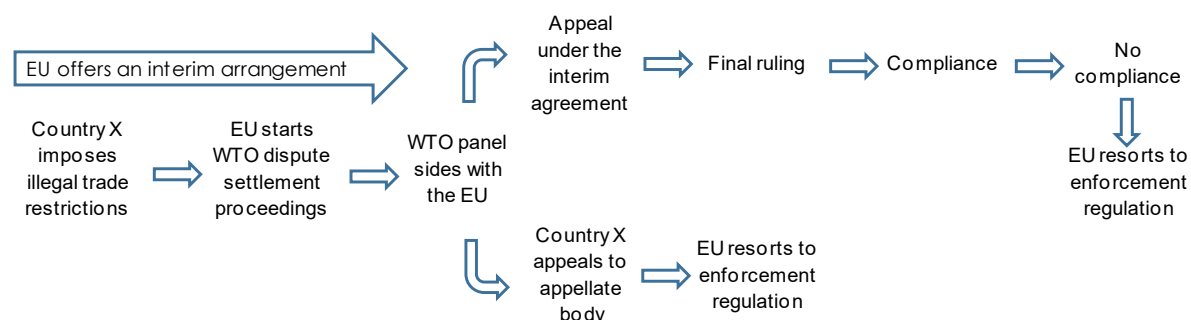 EU offers an interim arrangement
Country X
imposes
illegal trade
restrictions
EU starts
WTO dispute
settlement
proceedings
WTO panel
sides with
the EU
Appeal
under the
interim
agreement
Final ruling
Compliance
No
compliance
EU resorts to
enforcement
regulation
Country X
appeals to
appellate
body
EU resorts to
enforcement
regulation